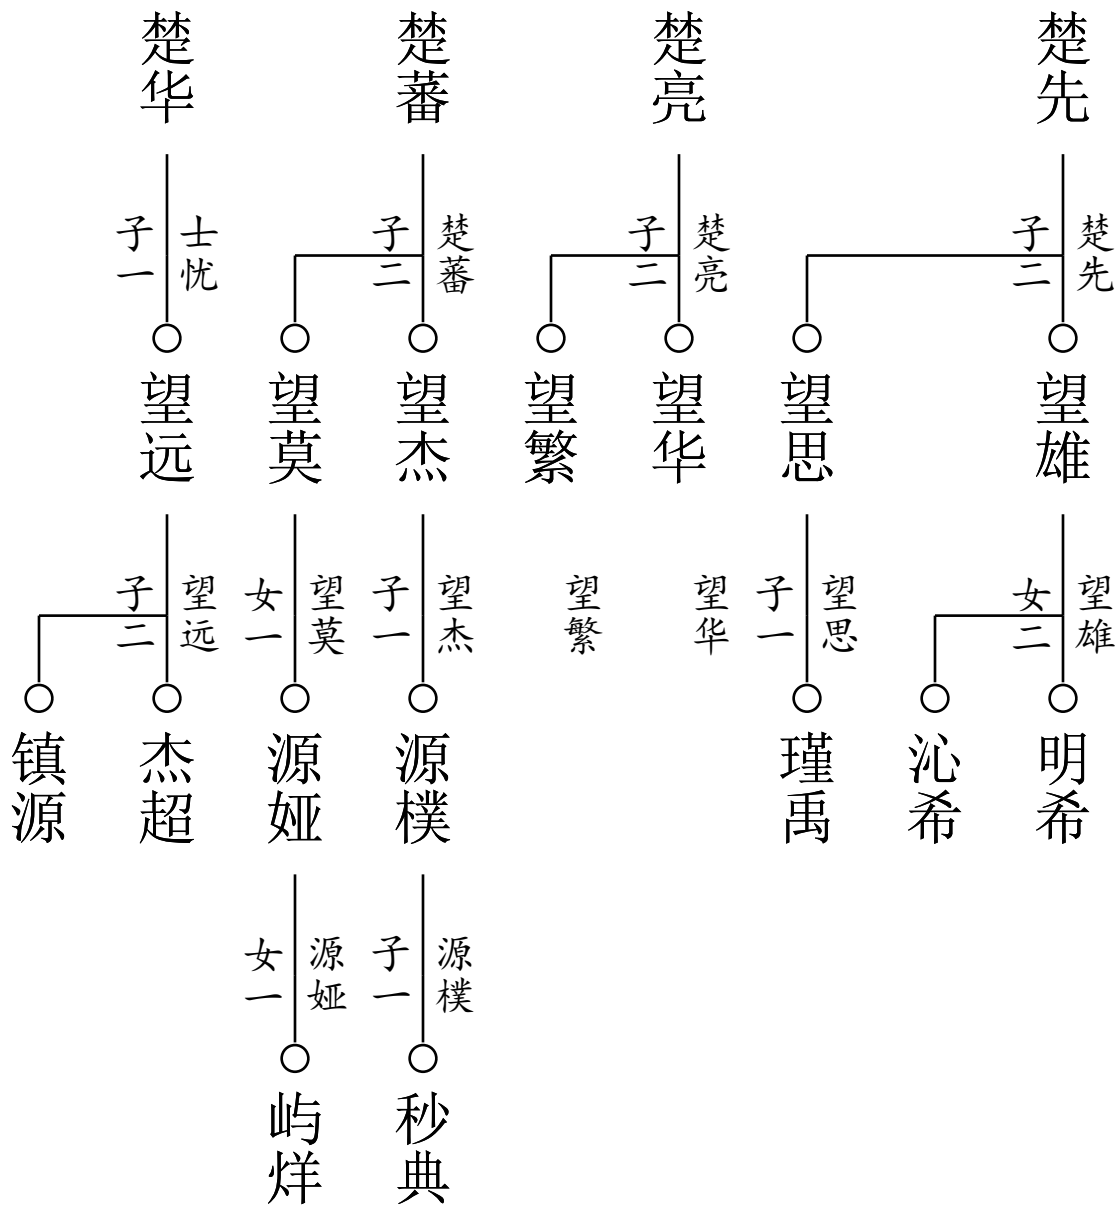 楚先
楚亮
楚蕃
楚华
楚先
子二
楚亮
子二
楚蕃
子二
士忧
子一
望雄
望思
望华
望繁
望杰
望莫
望远
望雄
女二
望思
子一
望华
望繁
望杰
子一
望莫
女一
望远
子二
明希
沁希
瑾禹
源樸
源娅
杰超
镇源
源樸
子一
源娅
女一
秒典
屿烊